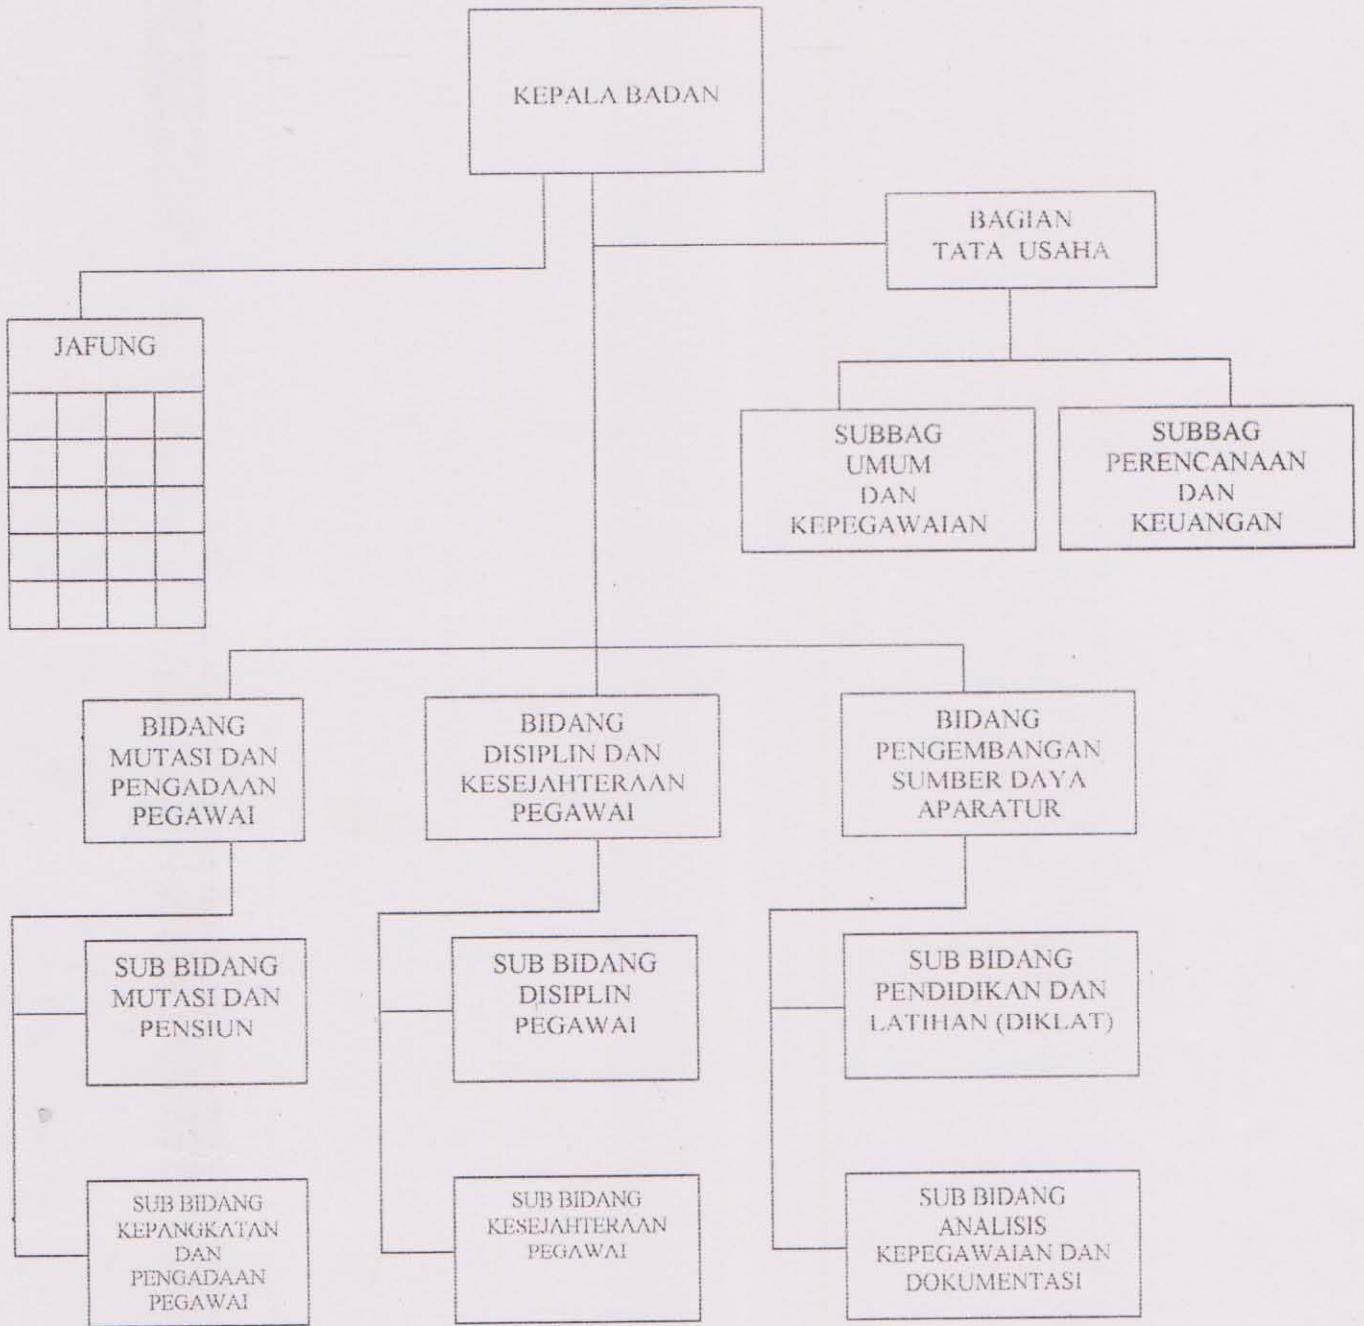 KEPALA BADAN
BAGIAN
TATA USAHA
JAFUNG
SUBBAG
UMUM
DAN
KEPEGAWAIAN
SUBBAG
PERENCANAAN
DAN
KEUANGAN
BIDANG
MUTASI DAN
PENGADAAN
PEGAWAI
BIDANG
DISIPLIN DAN
KESEJAHTERAAN
PEGAWAI
BIDANG
PENGEMBANGAN
SUMBER DAYA
APARATUR
SUB BIDANG
MUTASI DAN
PENSIUN
SUB BIDANG
DISIPLIN
PEGAWAI
SUB BIDANG
PENDIDIKAN DAN
LATIHAN (DIKLAT)
SUB BIDANG
KEPANGKATAN
DAN
PENGADAAN
PEGAWAI
SUB BIDANG
KESEJAHTERAAN
PEGAWAI
SUB BIDANG
ANALISIS
KEPEGAWAIAN DAN
DOKUMENTASI